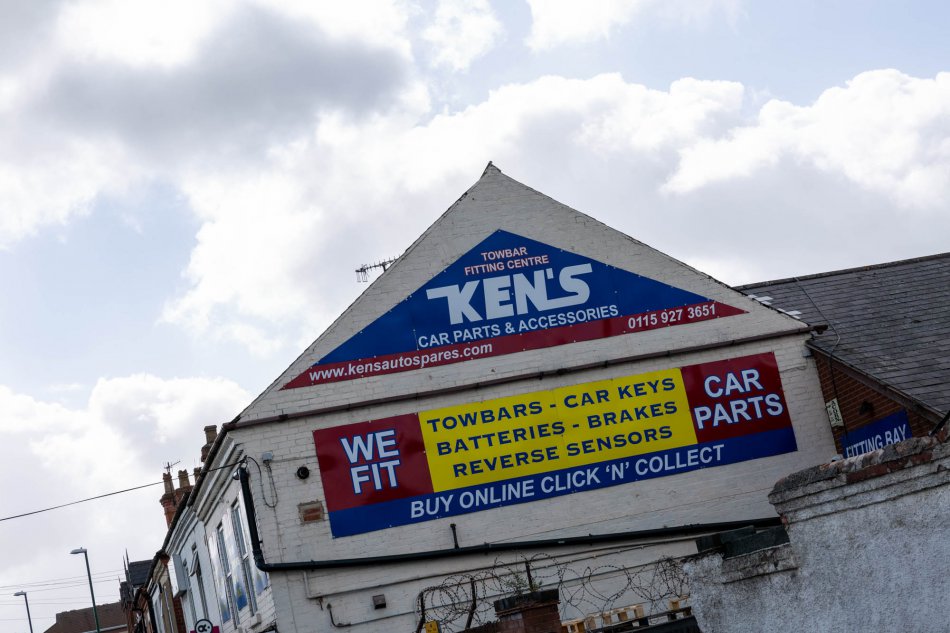 TOWBAR
FITTING CENTRE
KEN'S
CAR PARTS & ACCESSORIES
www.kensautospares.com
0115 927 3651
WE
FIT
TOWBARS - CAR KEYS
BATTERIES - BRAKES
REVERSE SENSORS
CAR
PARTS
BUY ONLINE CLICK 'N' COLLECT
FITTING BAY